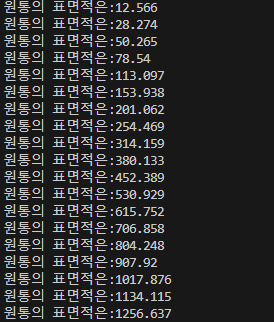 원통의 표면적은:12.566
원통의 표면적은:28.274
원통의 표면적은:50.265
원통의 표면적은:78.54
원통의 표면적은:113.097
원통의 표면적은:153.938
원통의 표면적은:201.062
원통의 표면적은:254.469
원통의 표면적은:314.159
원통의 표면적은:380.133
원통의 표면적은:452.389
원통의 표면적은:530.929
원통의 표면적은:615.752
원통의 표면적은:706.858
원통의 표면적은:804.248
원통의 표면적은:907.92
원통의 표면적은:1017.876
원통의 표면적은:1134.115
원통의 표면적은:1256.637